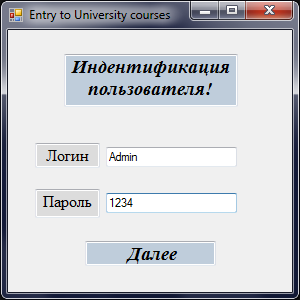 Entry to University courses
Индентификация
пользователя!
Логин Admin
Пароль 1234
Далее